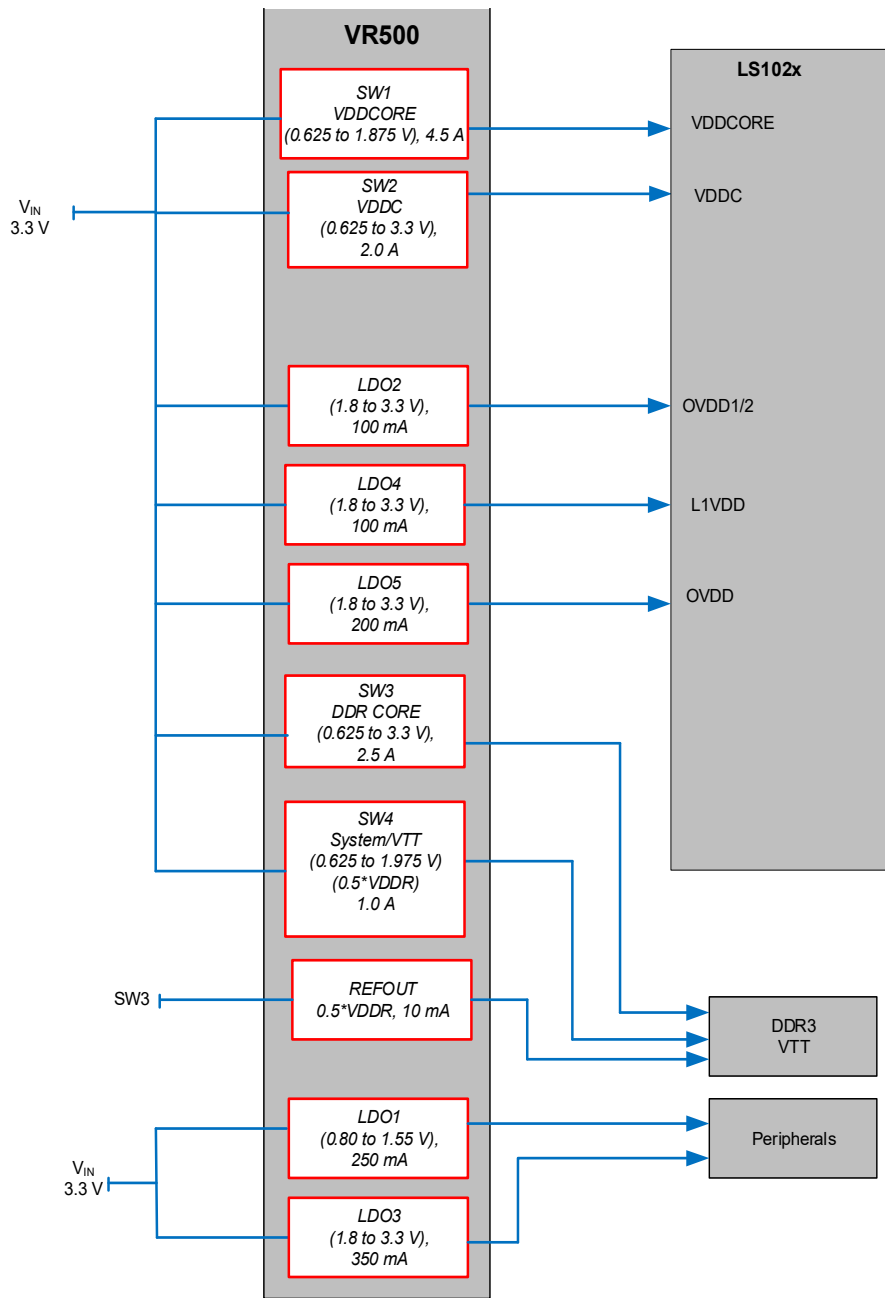 VR500
LS102x
SW1
VDDCORE
(0.625 to 1.875 V), 4.5 A
VDDCORE
SW2
VDDC
(0.625 to 3.3 V),
2.0 A
VDDC
VIN
3.3 V
LDO2
(1.8 to 3.3 V),
100 mA
OVDD1/2
LDO4
(1.8 to 3.3 V),
100 mA
L1VDD
LDO5
(1.8 to 3.3 V),
200 mA
OVDD
SW3
DDR CORE
(0.625 to 3.3 V),
2.5 A
SW4
System/VTT
(0.625 to 1.975 V)
(0.5*VDDR)
1.0 A
SW3
REFOUT
0.5*VDDR, 10 mA
DDR3
VTT
LDO1
(0.80 to 1.55 V),
250 mA
Peripherals
VIN
3.3 V
LDO3
(1.8 to 3.3 V),
350 mA